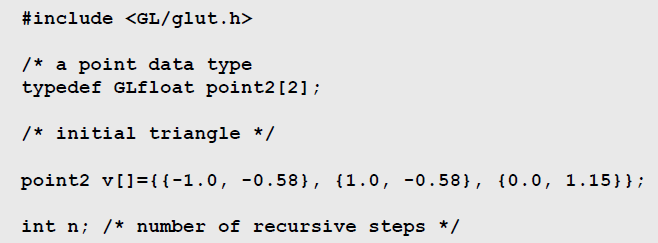 #include <GL/glut.h>
/* a point data type
typedef GLfloat point2[2];
/* initial triangle */
point2 v[]={{-1.0, -0.58}, {1.0, -0.58}, {0.0, 1.15}};
int n; /* number of recursive steps */